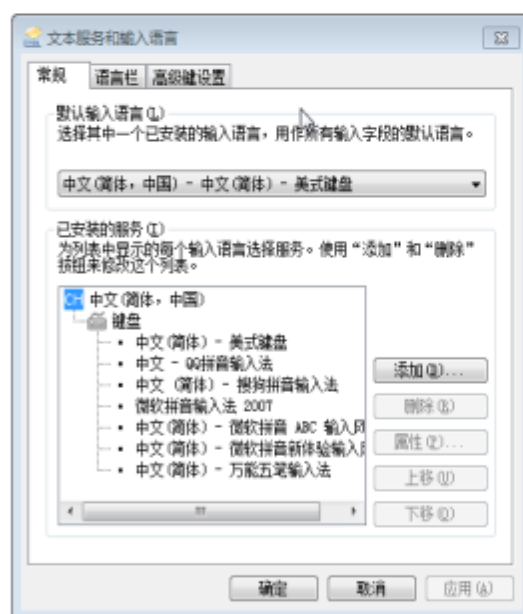 文本服务和输入语言
常规 语言栏 高级键设置
默认输入语言(L)
选择其中一个已安装的输入语言，用作所有输入字段的默认语言。
中文(简体，中国) - 中文(简体) - 美式键盘
已安装的服务(I)
为列表中显示的每个输入语言选择服务。使用“添加”和“删除”
按钮来修改这个列表。
CH 中文(简体，中国)
键盘
中文(简体) - 美式键盘
中文 - QQ拼音输入法
中文 (简体) - 搜狗拼音输入法
微软拼音输入法 2007
中文(简体) - 微软拼音 ABC 输入风
中文(简体) - 微软拼音新体验输入
中文(简体) - 万能五笔输入法
添加(D)...
删除(R)
属性(P)...
上移(U)
下移(O)
确定 取消 应用(A)